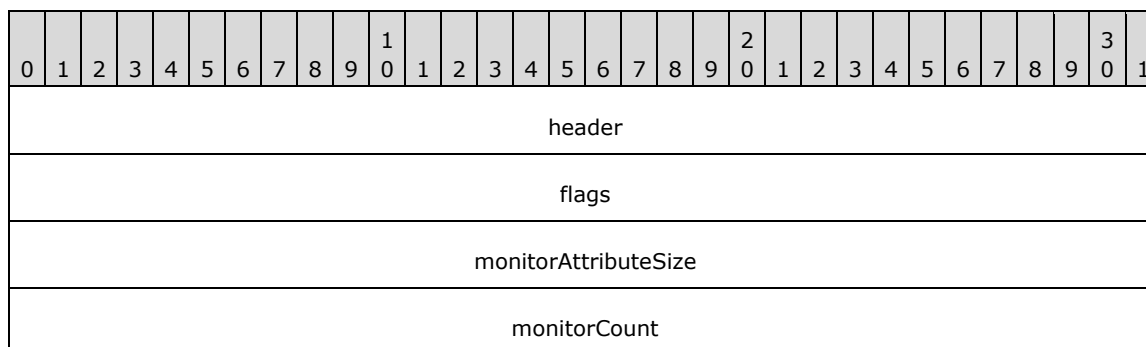 1 2 3
0 1 2 3 4 5 6 7 8 9 0 1 2 3 4 5 6 7 8 9 0 1 2 3 4 5 6 7 8 9 0 1
header
flags
monitorAttributeSize
monitorCount